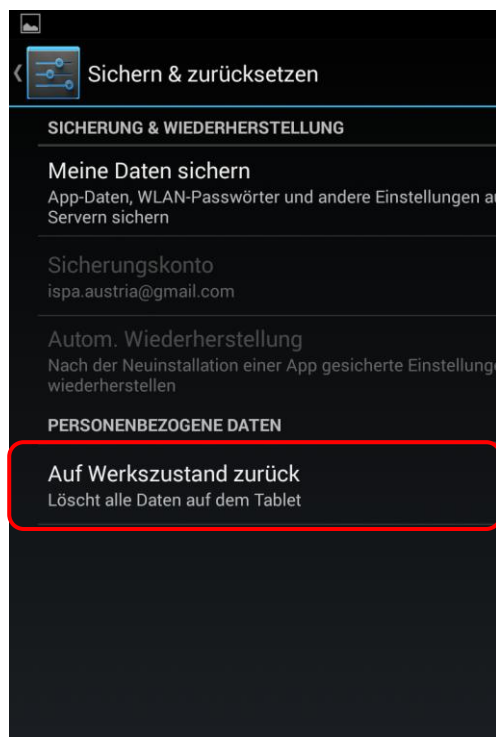 Sichern & zurücksetzen
SICHERUNG & WIEDERHERSTELLUNG
Meine Daten sichern
App-Daten, WLAN-Passwörter und andere Einstellungen
Servern sichern
Sicherungskonto
ispa.austria@gmail.com
Autom. Wiederherstellung
Nach der Neuinstallation einer App gesicherte
wiederherstellen
PERSONENBEZOGENE DATEN
Auf Werkszustand zurück
Löscht alle Daten auf dem Tablet